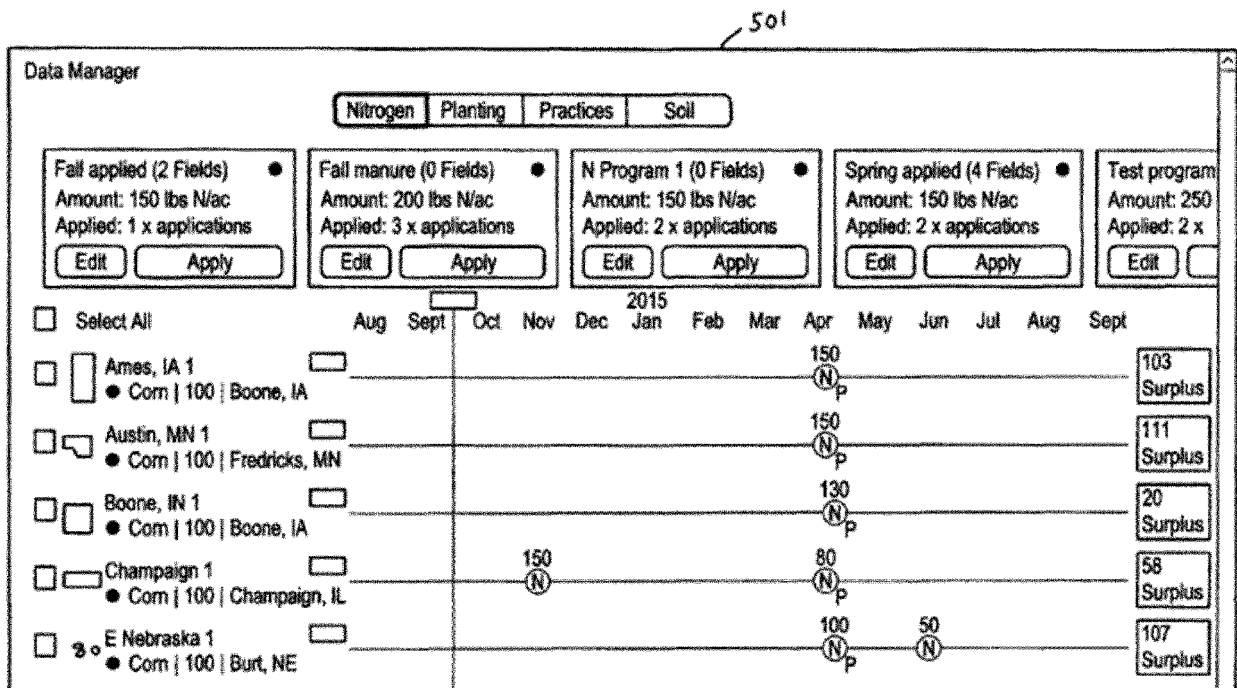 501
Data Manager
Nitrogen Planting Practices Soil
Fall applied (2 Fields)
Amount: 150 lbs N/ac
Applied: 1 x applications
Edit Apply
Fall manure (0 Fields)
Amount: 200 lbs N/ac
Applied: 3 x applications
Edit Apply
N Program 1 (0 Fields)
Amount: 150 lbs N/ac
Applied: 2 x applications
Edit Apply
Spring applied (4 Fields)
Amount: 150 lbs N/ac
Applied: 2 x applications
Edit Apply
Test program
Amount: 250
Applied: 2 x
Edit
2015
Select All Aug Sept Oct Nov Dec Jan Feb Mar Apr May Jun Jul Aug Sept
Ames, IA 1
Corn | 100 | Boone, IA
150
N P
103
Surplus
Austin, MN 1
Corn | 100 | Fredricks, MN
150
N P
111
Surplus
Boone, IN 1
Corn | 100 | Boone, IA
130
N P
20
Surplus
Champaign 1
Corn | 100 | Champaign, IL
150 80
N N P
58
Surplus
E Nebraska 1
Corn | 100 | Burt, NE
100 50
N P N
107
Surplus